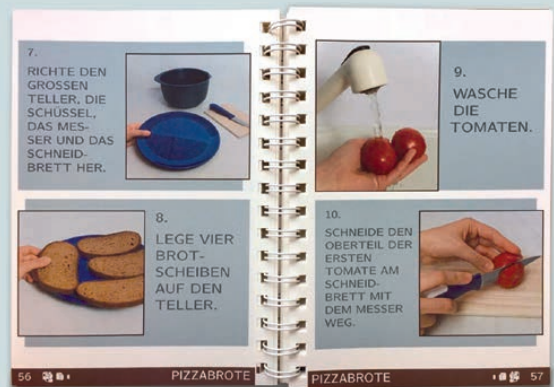 7.
RICHTE DEN
GROSSEN
TELLER, DIE
SCHÜSSEL,
DAS MES-
SER UND DAS
SCHNEID-
BRETT HER.
8.
LEGE VIER
BROT-
SCHEIBEN
AUF DEN
TELLER.
56
PIZZABROTE
9.
WASCHE
DIE
TOMATEN.
10.
SCHNEIDE DEN
OBERTEIL DER
ERSTEN
TOMATE AM
SCHNEID-
BRETT MIT
DEM MESSER
WEG.
PIZZABROTE
57